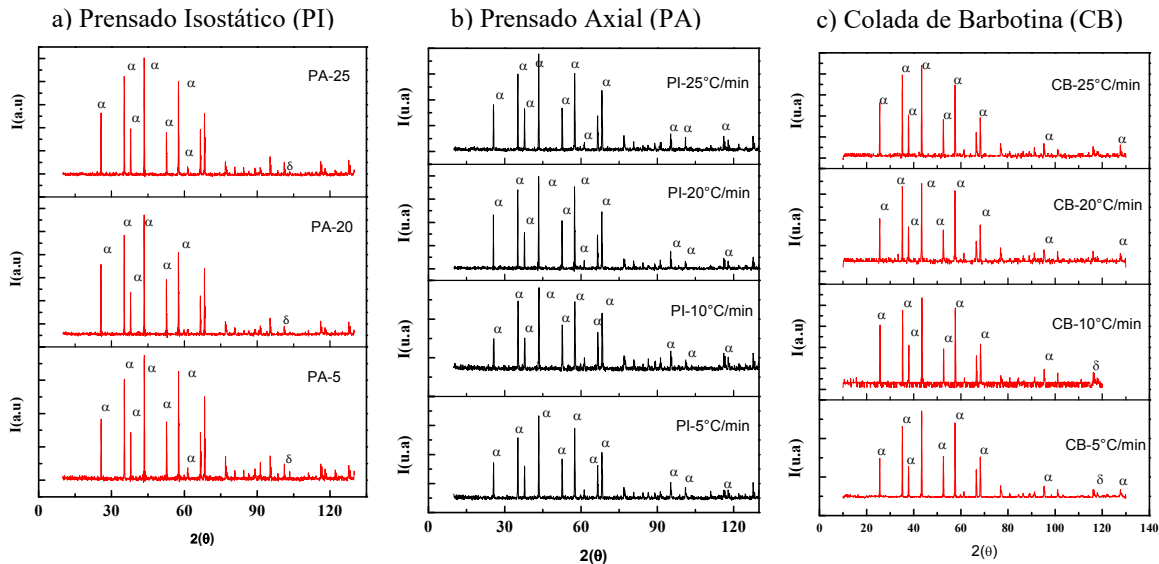 a) Prensado Isostático (PI)
I(a.u)
PA-25
α α α α α α α δ
I(a.u)
PA-20
α α α α α α δ
I(a.u)
PA-5
α α α α α α α δ
0 30 60 90 120
2(θ)
b) Prensado Axial (PA)
I(u.a)
PI-25°C/min
α α α α α α α α α α α
I(u.a)
PI-20°C/min
α α α α α α α α α α
I(u.a)
PI-10°C/min
α α α α α α α α α α
I(u.a)
PI-5°C/min
α α α α α α α α α α
0 30 60 90 120
2(θ)
c) Colada de Barbotina (CB)
I(u.a)
CB-25°C/min
α α α α α α α α α
I(u.a)
CB-20°C/min
α α α α α α α α α
I(a.u)
CB-10°C/min
α α α α α α α δ
I(u.a)
CB-5°C/min
α α α α α α α δ α
0 20 40 60 80 100 120 140
2(θ)